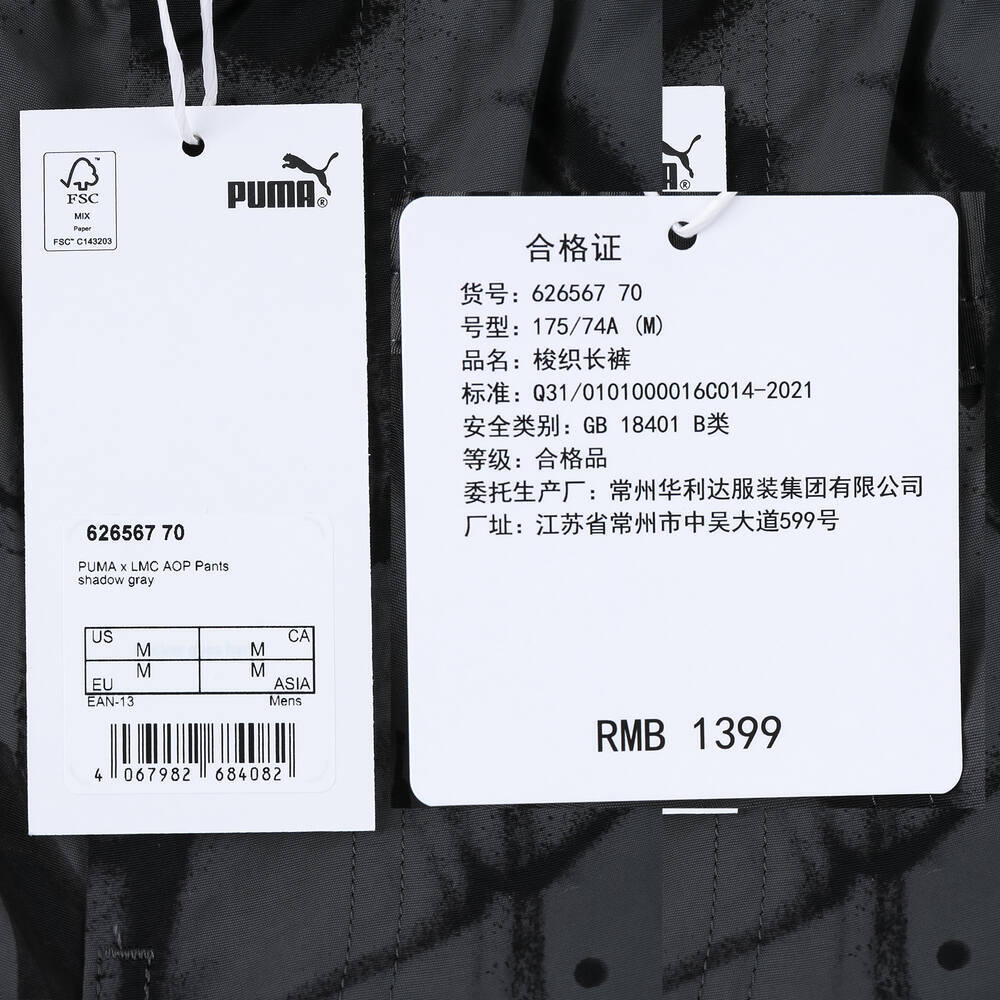 FSC
MIX
Paper
FSC™ C143203
PUMA®
626567 70
PUMA x LMC AOP Pants
shadow gray
US M M CA
EU M M ASIA
EAN-13 Mens
4 067982 684082
A®
合格证
货号：626567 70
号型：175/74A (M)
品名：梭织长裤
标准：Q31/0101000016C014-2021
安全类别：GB 18401 B类
等级：合格品
委托生产厂：常州华利达服装集团有限公司
厂址：江苏省常州市中吴大道599号
RMB 1399